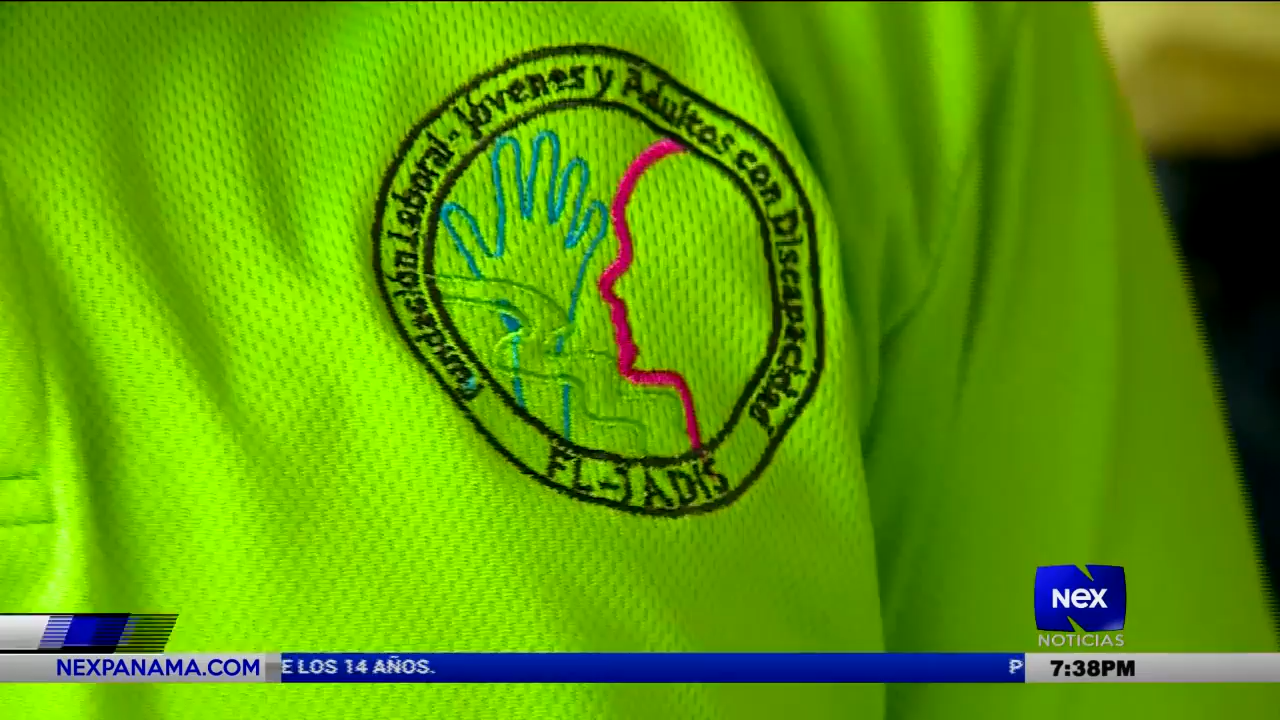 Fundación Laboral - Jóvenes y Adultos con Discapacidad
FL-JADIS
NEX
NOTICIAS
NEXPANAMA.COM
E LOS 14 AÑOS.
P
7:38PM